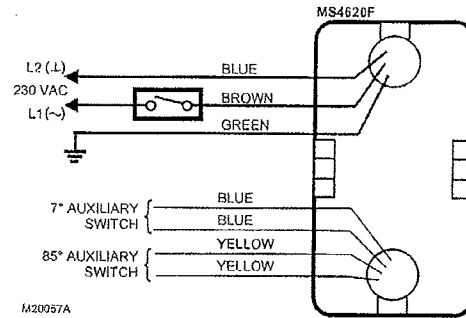 MS4620F
L2 (⊥)
BLUE
230 VAC
BROWN
L1 (~)
GREEN
BLUE
7° AUXILIARY
SWITCH
BLUE
YELLOW
85° AUXILIARY
SWITCH
YELLOW
M20057A